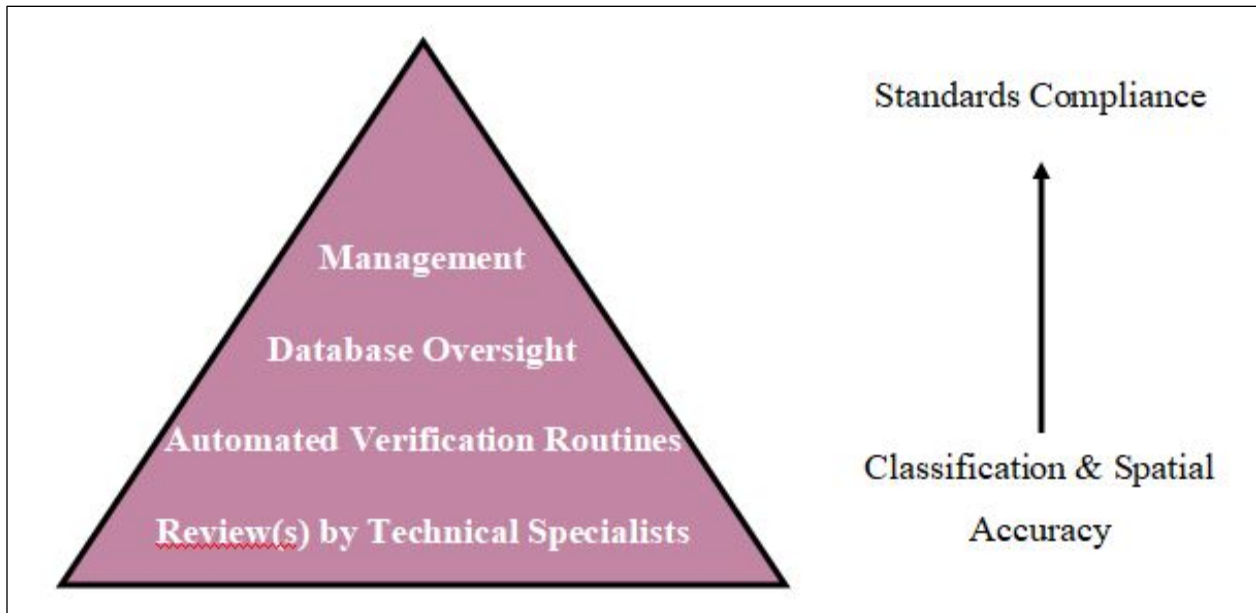 Standards Compliance
Management
Database Oversight
Automated Verification Routines
Classification & Spatial
Accuracy
Review(s) by Technical Specialists